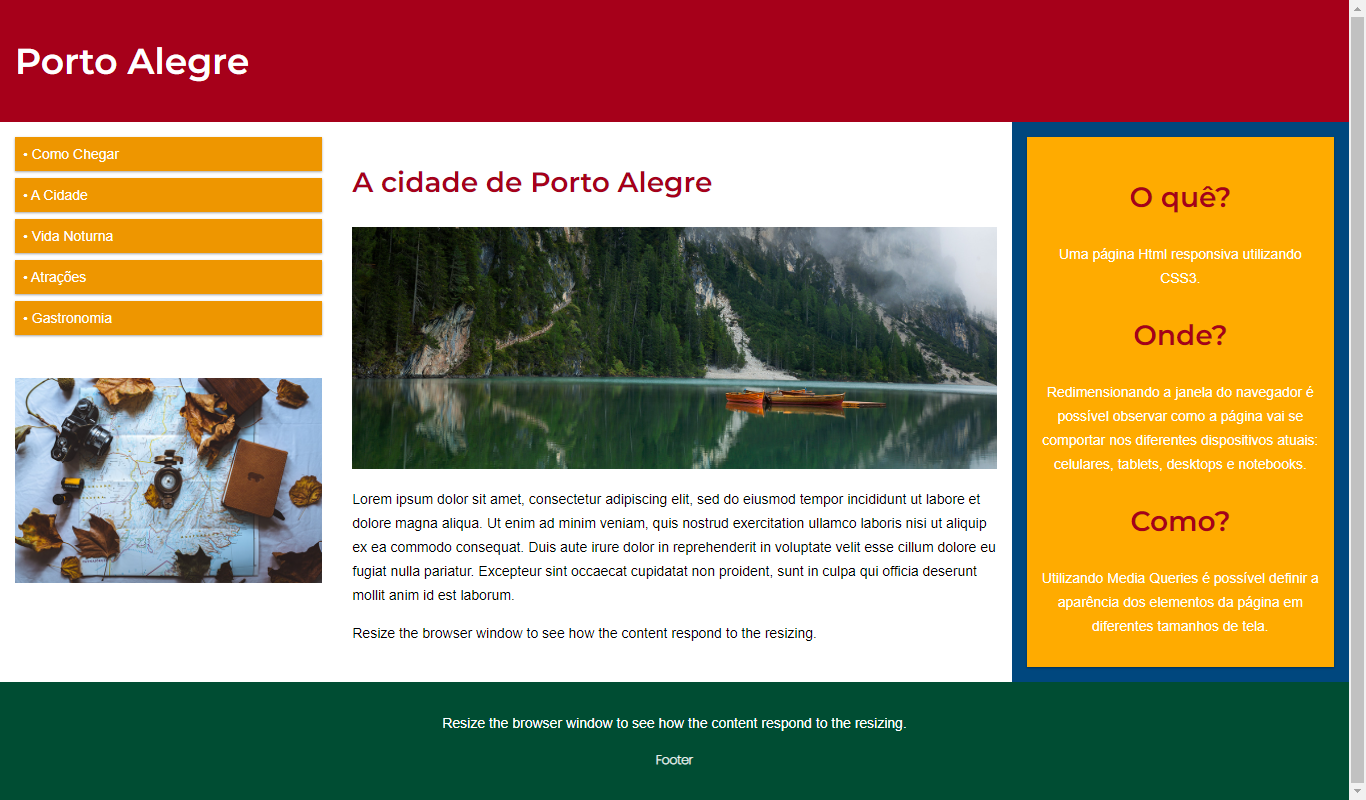 Porto Alegre
• Como Chegar
• A Cidade
• Vida Noturna
• Atrações
• Gastronomia
A cidade de Porto Alegre
Lorem ipsum dolor sit amet, consectetur adipiscing elit, sed do eiusmod tempor incididunt ut labore et
dolore magna aliqua. Ut enim ad minim veniam, quis nostrud exercitation ullamco laboris nisi ut aliquip
ex ea commodo consequat. Duis aute irure dolor in reprehenderit in voluptate velit esse cillum dolore eu
fugiat nulla pariatur. Excepteur sint occaecat cupidatat non proident, sunt in culpa qui officia deserunt
mollit anim id est laborum.
Resize the browser window to see how the content respond to the resizing.
O quê?
Uma página Html responsiva utilizando
CSS3.
Onde?
Redimensionando a janela do navegador é
possível observar como a página vai se
comportar nos diferentes dispositivos atuais:
celulares, tablets, desktops e notebooks.
Como?
Utilizando Media Queries é possível definir a
aparência dos elementos da página em
diferentes tamanhos de tela.
Resize the browser window to see how the content respond to the resizing.
Footer